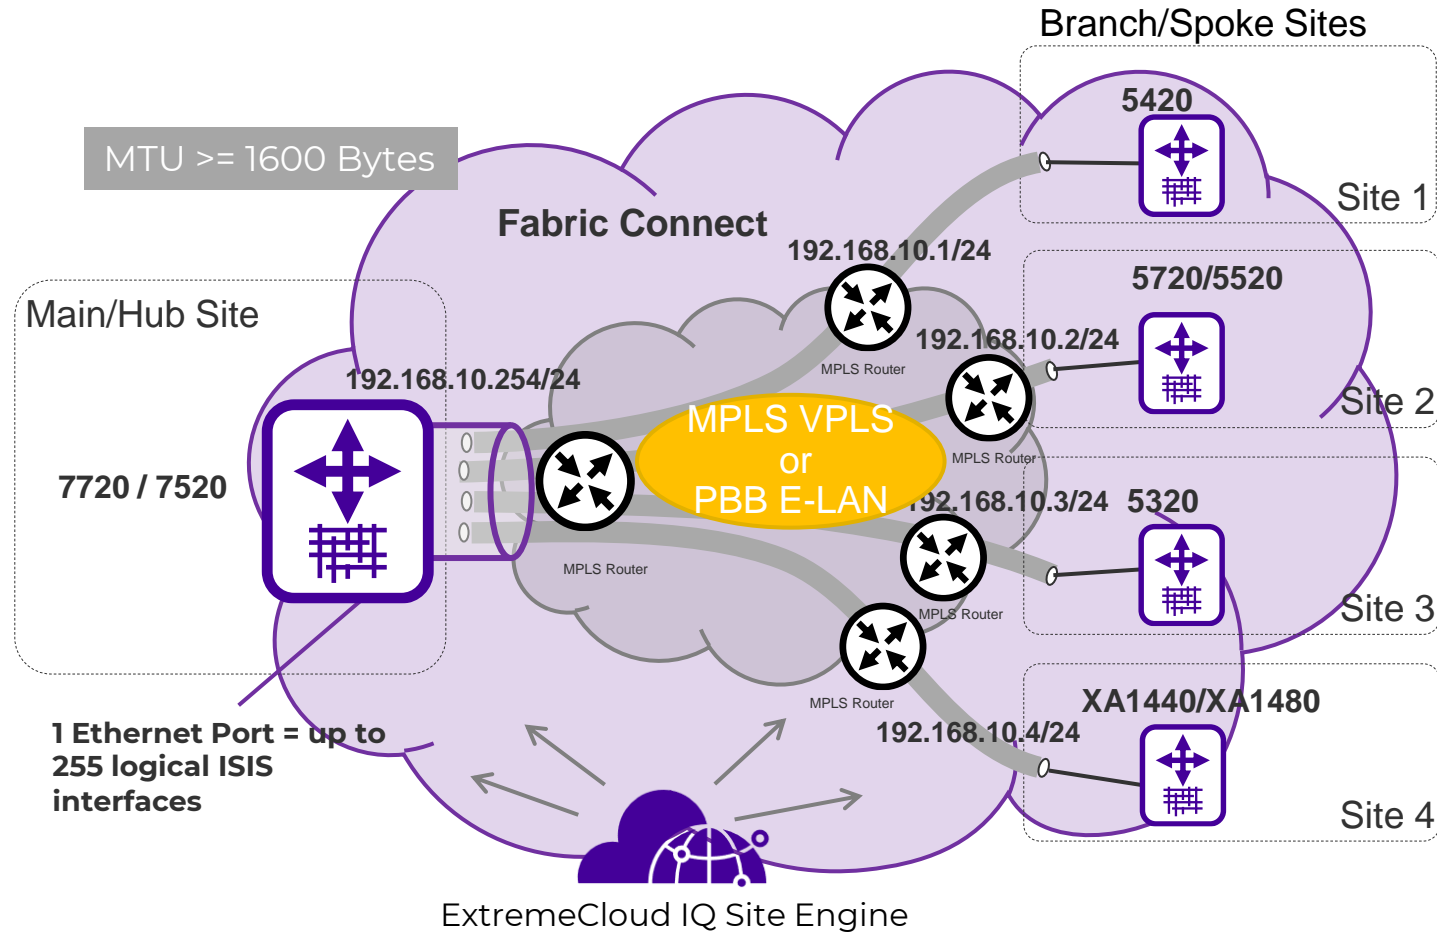 Branch/Spoke Sites
5420
MTU >= 1600 Bytes
Site 1
Fabric Connect
192.168.10.1/24
5720/5520
Main/Hub Site
192.168.10.2/24
MPLS Router
192.168.10.254/24
Site 2
MPLS VPLS
or
PBB E-LAN
MPLS Router
7720 / 7520
192.168.10.3/24
5320
MPLS Router
Site 3
MPLS Router
XA1440/XA1480
MPLS Router
192.168.10.4/24
1 Ethernet Port = up to
255 logical ISIS
interfaces
Site 4
ExtremeCloud IQ Site Engine